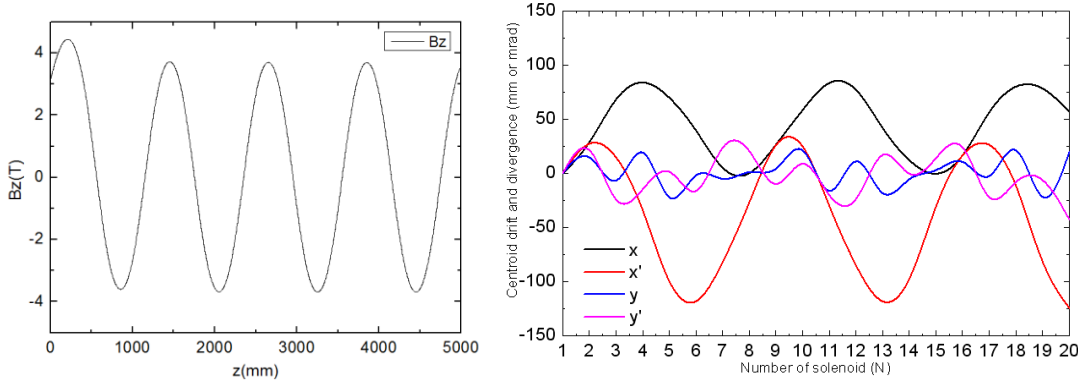 Bz
4
2
0
-2
-4
Bz(T)
0
1000
2000
3000
4000
5000
z(mm)
150
100
50
0
-50
-100
-150
Centroid drift and divergence (mm or mrad)
x
x'
y
y'
1 2 3 4 5 6 7 8 9 10 11 12 13 14 15 16 17 18 19 20
Number of solenoid (N)